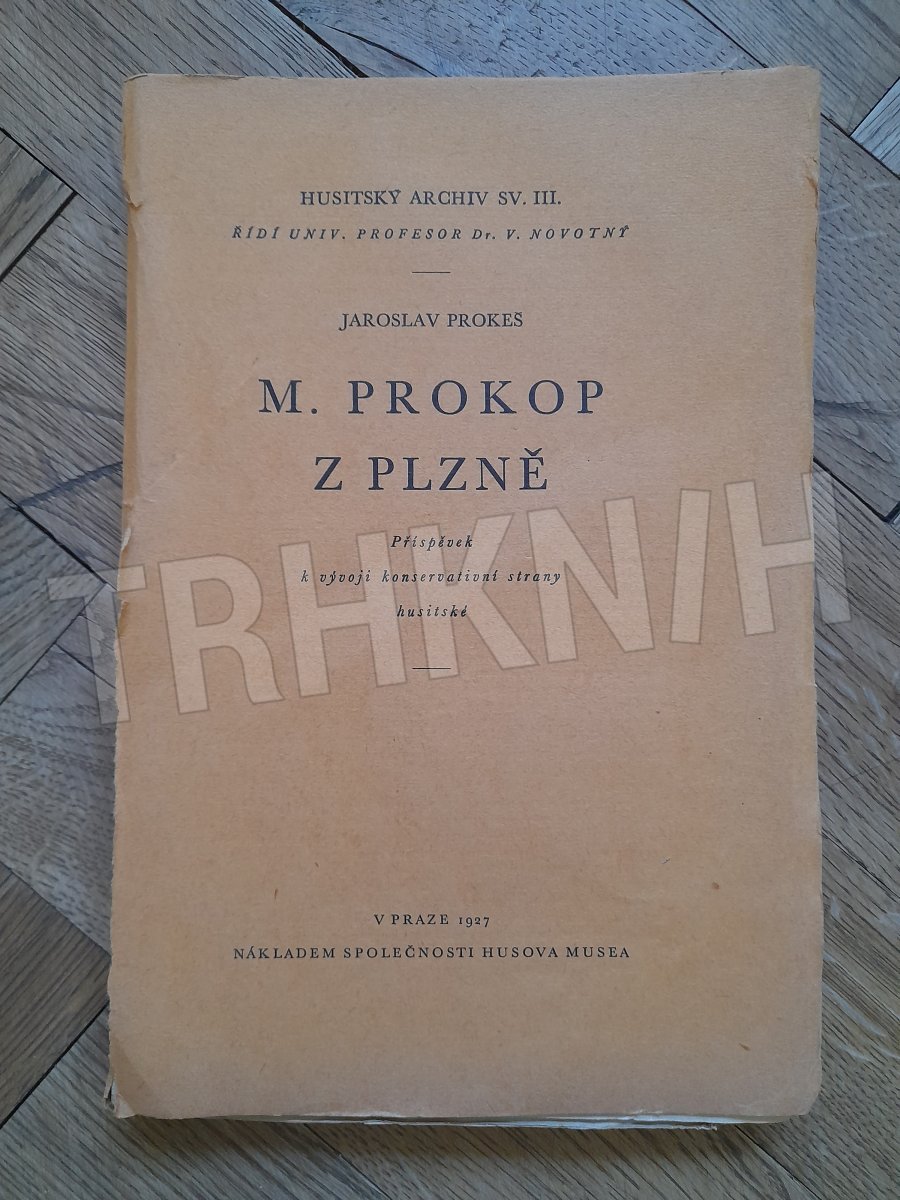 HUSITSKÝ ARCHIV SV. III.
ŘÍDÍ UNIV. PROFESOR Dr. V. NOVOTNÝ
JAROSLAV PROKEŠ
M. PROKOP
Z PLZNĚ
Příspěvek
k vývoji konservativní strany
husitské
TRHKNIH
V PRAZE 1927
NÁKLADEM SPOLEČNOSTI HUSOVA MUSEA